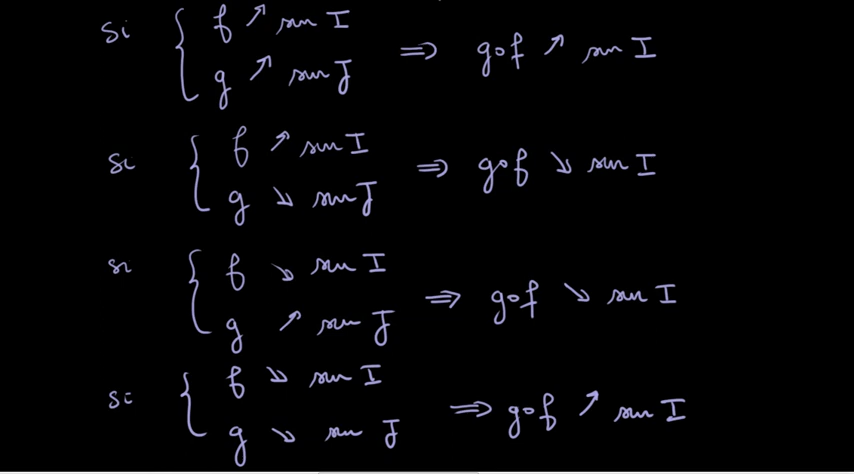 si { f ↗ sur I ⇒ g∘f ↗ sur I
g ↗ sur J
si { f ↗ sur I ⇒ g∘f ↘ sur I
g ↘ sur J
si { f ↘ sur I ⇒ g∘f ↘ sur I
g ↗ sur J
si { f ↘ sur I ⇒ g∘f ↗ sur I
g ↘ sur J